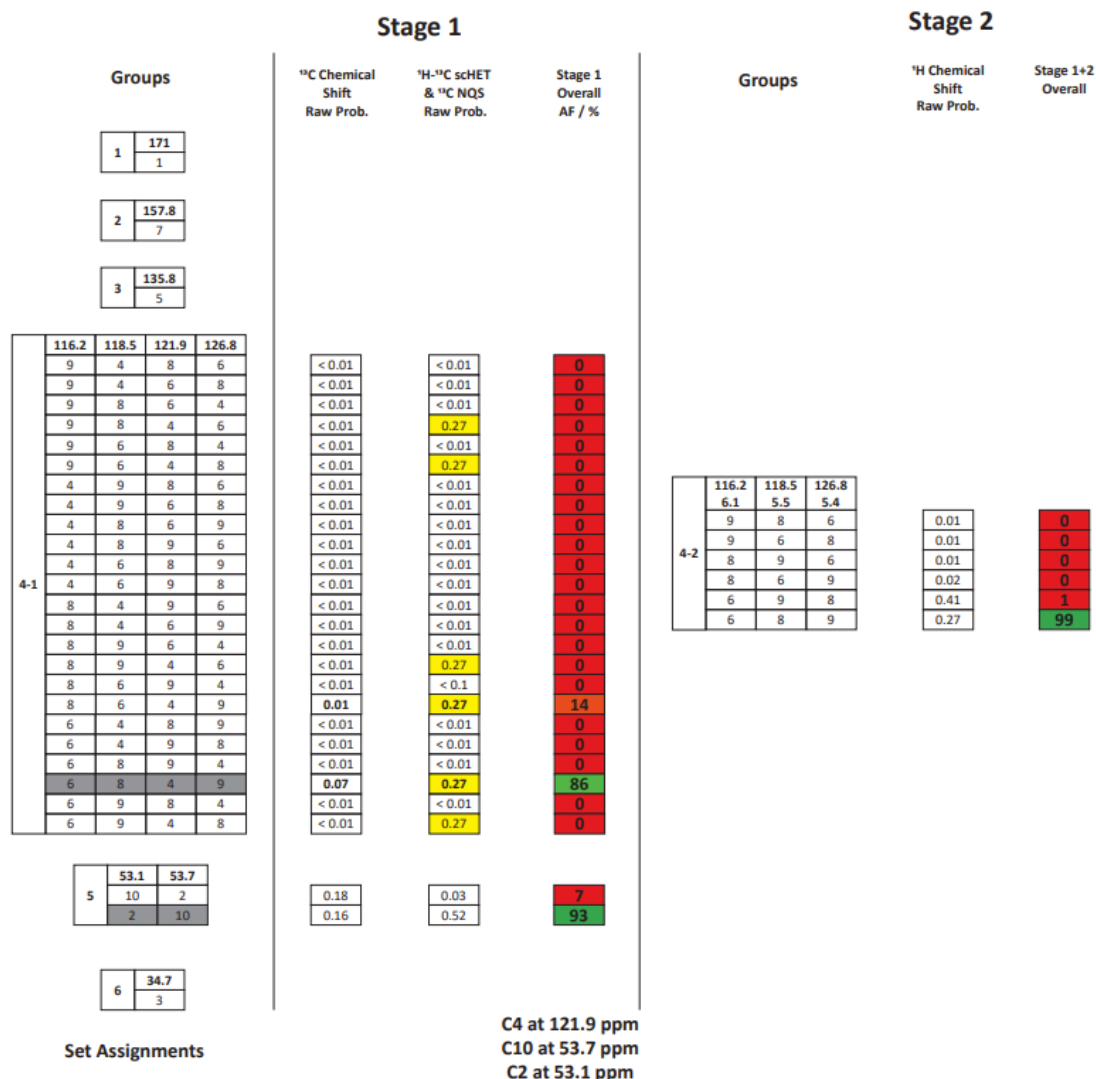 Stage 1
Stage 2
Groups
¹³C Chemical Shift Raw Prob.
¹H-¹³C scHET & ¹³C NQS Raw Prob.
Stage 1 Overall AF / %
Groups
¹H Chemical Shift Raw Prob.
Stage 1+2 Overall
1 171
1
2 157.8
7
3 135.8
5
4-1
116.2 118.5 121.9 126.8
9 4 8 6 < 0.01 < 0.01 0
9 4 6 8 < 0.01 < 0.01 0
9 8 6 4 < 0.01 < 0.01 0
9 8 4 6 < 0.01 0.27 0
9 6 8 4 < 0.01 < 0.01 0
9 6 4 8 < 0.01 0.27 0
4 9 8 6 < 0.01 < 0.01 0
4 9 6 8 < 0.01 < 0.01 0
4 8 6 9 < 0.01 < 0.01 0
4 8 9 6 < 0.01 < 0.01 0
4 6 8 9 < 0.01 < 0.01 0
4 6 9 8 < 0.01 < 0.01 0
8 4 9 6 < 0.01 < 0.01 0
8 4 6 9 < 0.01 < 0.01 0
8 9 6 4 < 0.01 < 0.01 0
8 9 4 6 < 0.01 0.27 0
8 6 9 4 < 0.01 < 0.1 0
8 6 4 9 0.01 0.27 14
6 4 8 9 < 0.01 < 0.01 0
6 4 9 8 < 0.01 < 0.01 0
6 8 9 4 < 0.01 < 0.01 0
6 8 4 9 0.07 0.27 86
6 9 8 4 < 0.01 < 0.01 0
6 9 4 8 < 0.01 0.27 0
4-2
116.2 118.5 126.8
6.1 5.5 5.4
9 8 6 0.01 0
9 6 8 0.01 0
8 9 6 0.01 0
8 6 9 0.02 0
6 9 8 0.41 1
6 8 9 0.27 99
5
53.1 53.7
10 2 0.18 0.03 7
2 10 0.16 0.52 93
6 34.7
3
Set Assignments
C4 at 121.9 ppm
C10 at 53.7 ppm
C2 at 53.1 ppm